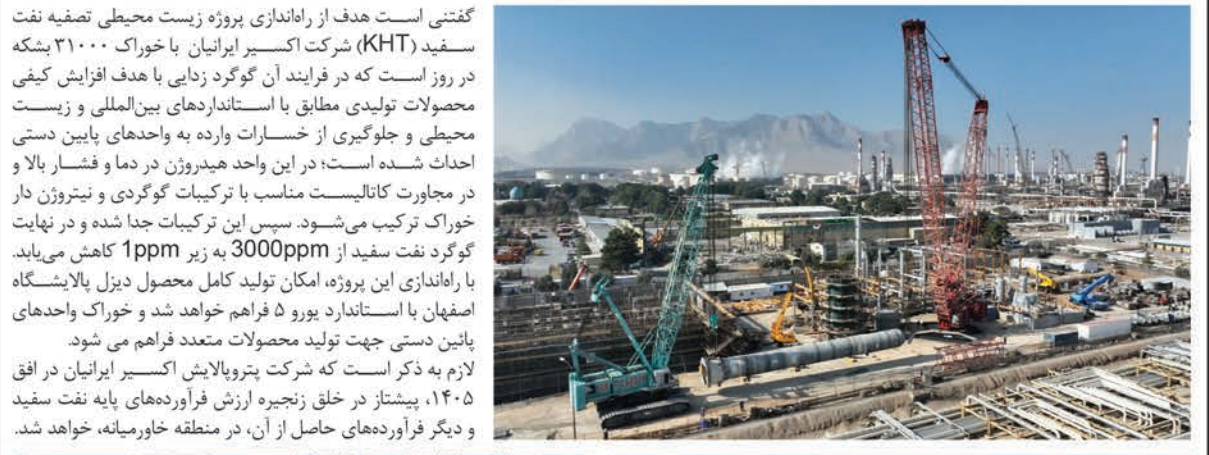 گفتنی است هدف از راه‌اندازی پروژه زیست محیطی تصفیه نفت
سفید (KHT) شرکت اکسیر ایرانیان با خوراک ۳۱۰۰۰ بشکه
در روز است که در فرایند آن گوگرد زدایی با هدف افزایش کیفی
محصولات تولیدی مطابق با استانداردهای بین‌المللی و زیست
محیطی و جلوگیری از خسارات وارده به واحدهای پایین دستی
احداث شده است؛ در این واحد هیدروژن در دما و فشار بالا و
در مجاورت کاتالیست مناسب با ترکیبات گوگردی و نیتروژن دار
خوراک ترکیب می‌شود. سپس این ترکیبات جدا شده و در نهایت
گوگرد نفت سفید از 3000ppm به زیر 1ppm کاهش می‌یابد.
با راه‌اندازی این پروژه، امکان تولید کامل محصول دیزل پالایشگاه
اصفهان با استاندارد یورو ۵ فراهم خواهد شد و خوراک واحدهای
پائین دستی جهت تولید محصولات متعدد فراهم می شود.
لازم به ذکر است که شرکت پتروپالایش اکسیر ایرانیان در افق
۱۴۰۵، پیشتاز در خلق زنجیره ارزش فرآورده‌های پایه نفت سفید
و دیگر فرآورده‌های حاصل از آن، در منطقه خاورمیانه، خواهد شد.